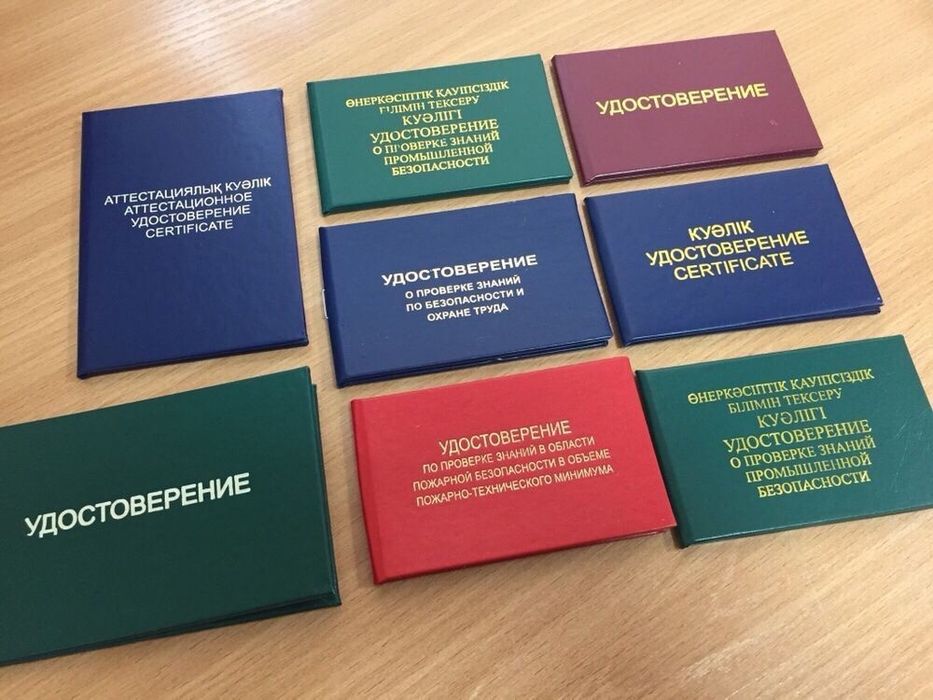 ӨНЕРКӘСІПТІК ҚАУІПСІЗДІК
БІЛІМІН ТЕКСЕРУ
КУӘЛІГІ
УДОСТОВЕРЕНИЕ
О ПРОВЕРКЕ ЗНАНИЙ
ПРОМЫШЛЕННОЙ
БЕЗОПАСНОСТИ
УДОСТОВЕРЕНИЕ
АТТЕСТАЦИЯЛЫҚ КУӘЛІК
АТТЕСТАЦИОННОЕ
УДОСТОВЕРЕНИЕ
CERTIFICATE
УДОСТОВЕРЕНИЕ
О ПРОВЕРКЕ ЗНАНИЙ
ПО БЕЗОПАСНОСТИ И
ОХРАНЕ ТРУДА
КУӘЛІК
УДОСТОВЕРЕНИЕ
CERTIFICATE
УДОСТОВЕРЕНИЕ
УДОСТОВЕРЕНИЕ
ПО ПРОВЕРКЕ ЗНАНИЙ В ОБЛАСТИ
ПОЖАРНОЙ БЕЗОПАСНОСТИ В ОБЪЕМЕ
ПОЖАРНО-ТЕХНИЧЕСКОГО МИНИМУМА
ӨНЕРКӘСІПТІК ҚАУІПСІЗДІК
БІЛІМІН ТЕКСЕРУ
КУӘЛІГІ
УДОСТОВЕРЕНИЕ
О ПРОВЕРКЕ ЗНАНИЙ
ПРОМЫШЛЕННОЙ
БЕЗОПАСНОСТИ